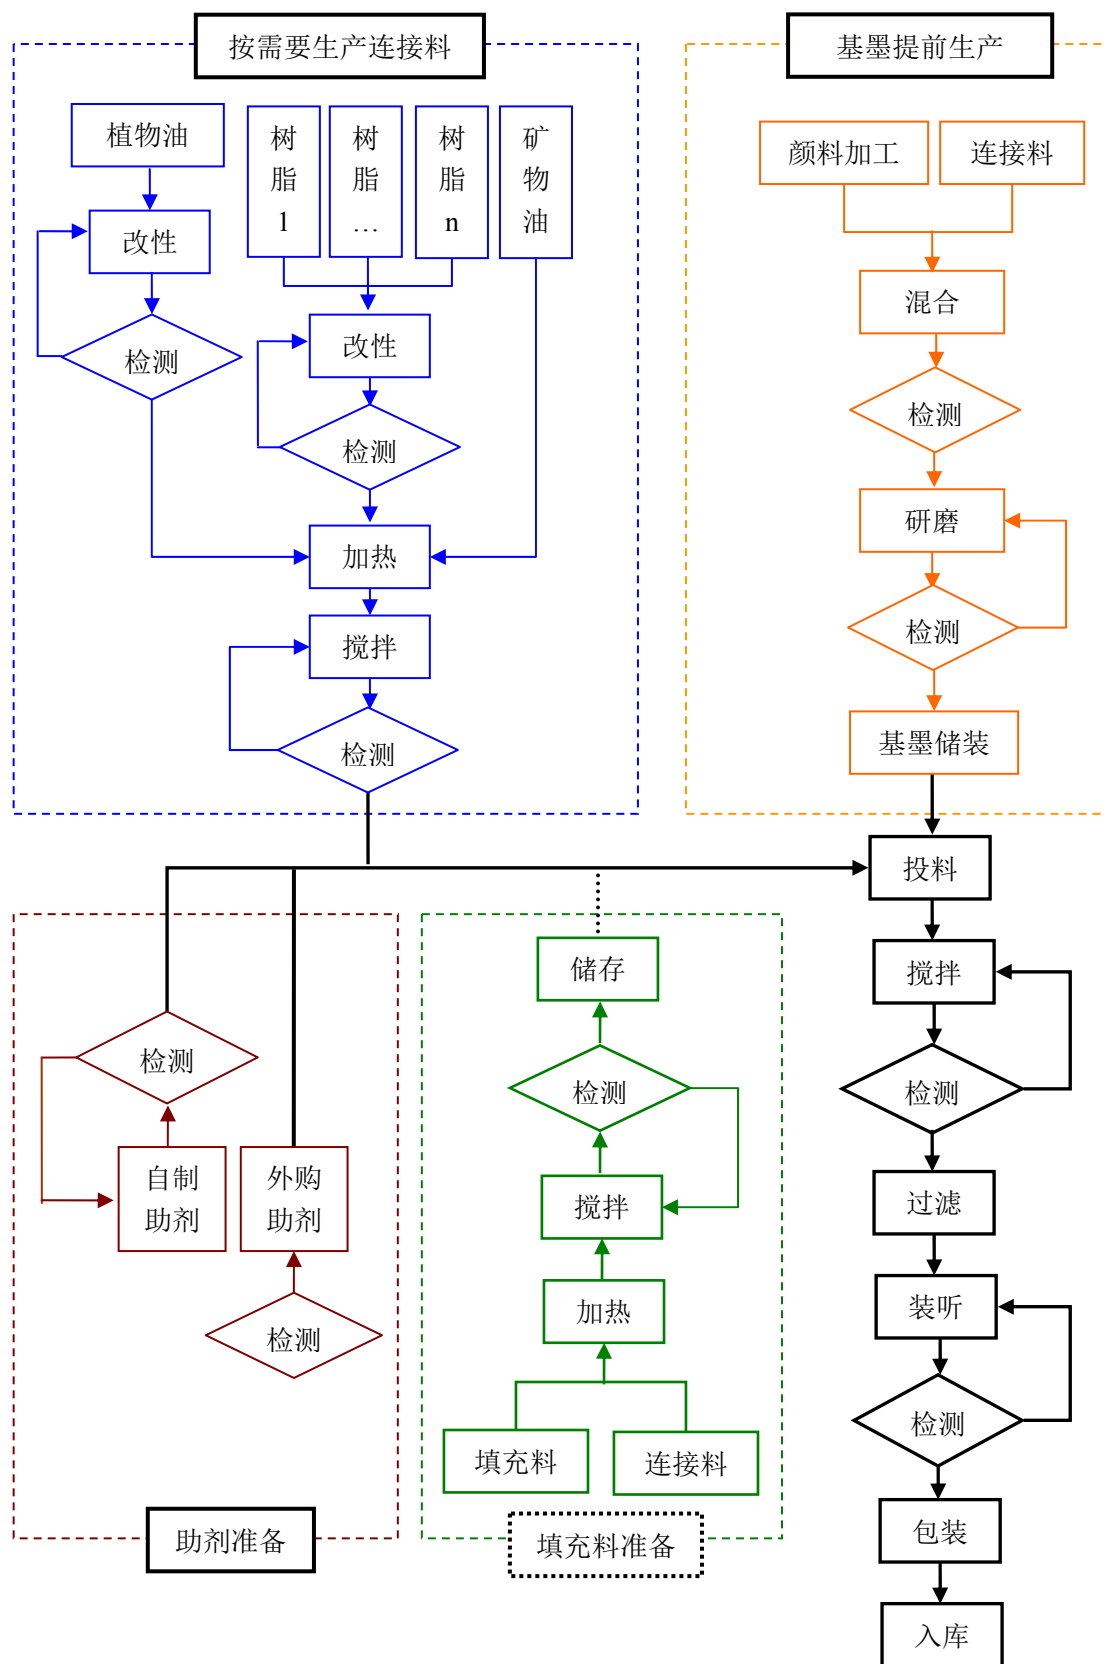 按需要生产连接料
植物油
树
脂
1
树
脂
…
树
脂
n
矿
物
油
改性
检测
改性
检测
加热
搅拌
检测
基墨提前生产
颜料加工
连接料
混合
检测
研磨
检测
基墨储装
投料
搅拌
检测
过滤
装听
检测
包装
入库
检测
自制
助剂
外购
助剂
检测
助剂准备
储存
检测
搅拌
加热
填充料
连接料
填充料准备